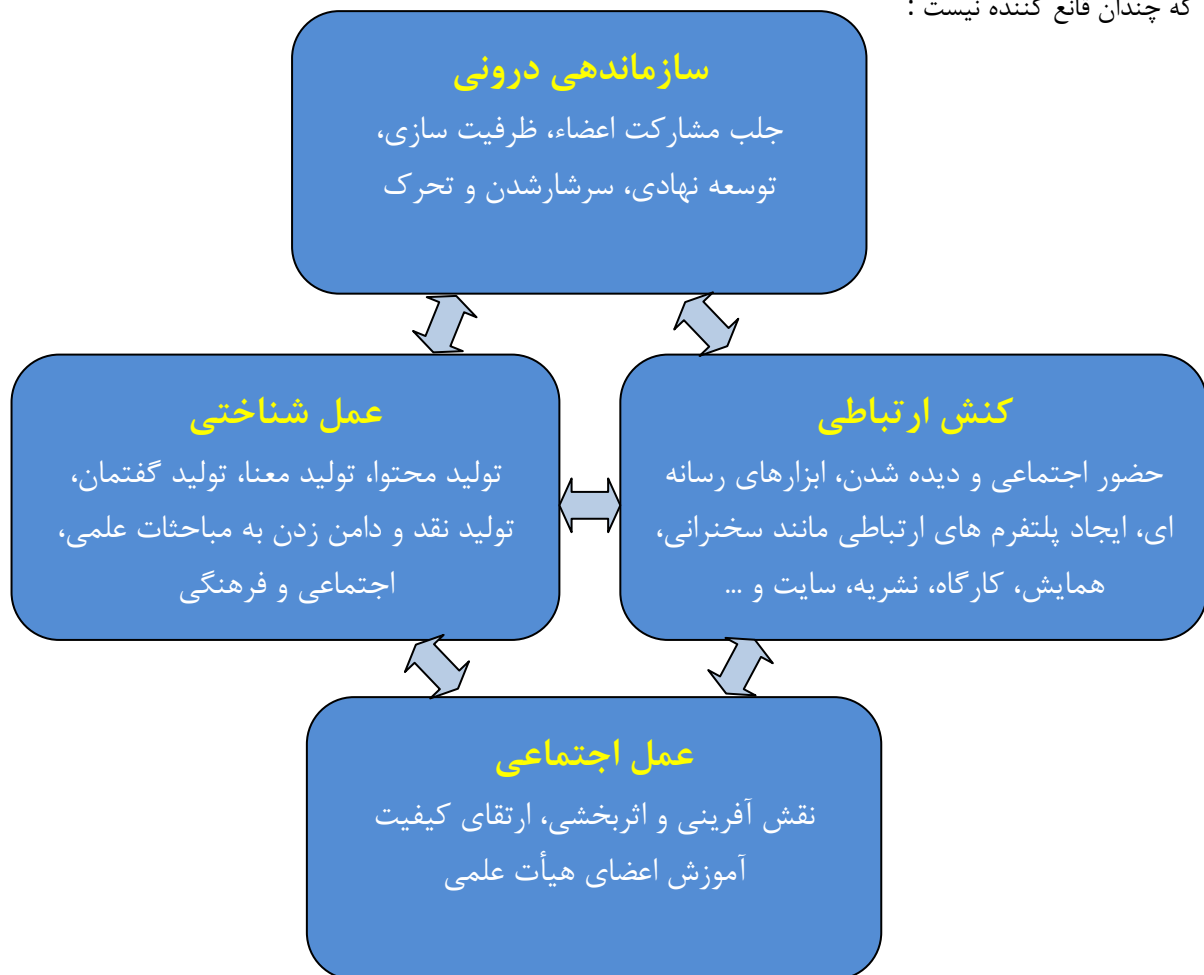 که چندان قانع کننده نیست :
سازماندهی درونی
جلب مشارکت اعضاء، ظرفیت سازی،
توسعه نهادی، سرشارشدن و تحرک
کنش ارتباطی
حضور اجتماعی و دیده شدن، ابزارهای رسانه
ای، ایجاد پلتفرم های ارتباطی مانند سخنرانی،
همایش، کارگاه، نشریه، سایت و ...
عمل شناختی
تولید محتوا، تولید معنا، تولید گفتمان،
تولید نقد و دامن زدن به مباحثات علمی،
اجتماعی و فرهنگی
عمل اجتماعی
نقش آفرینی و اثربخشی، ارتقای کیفیت
آموزش اعضای هیأت علمی